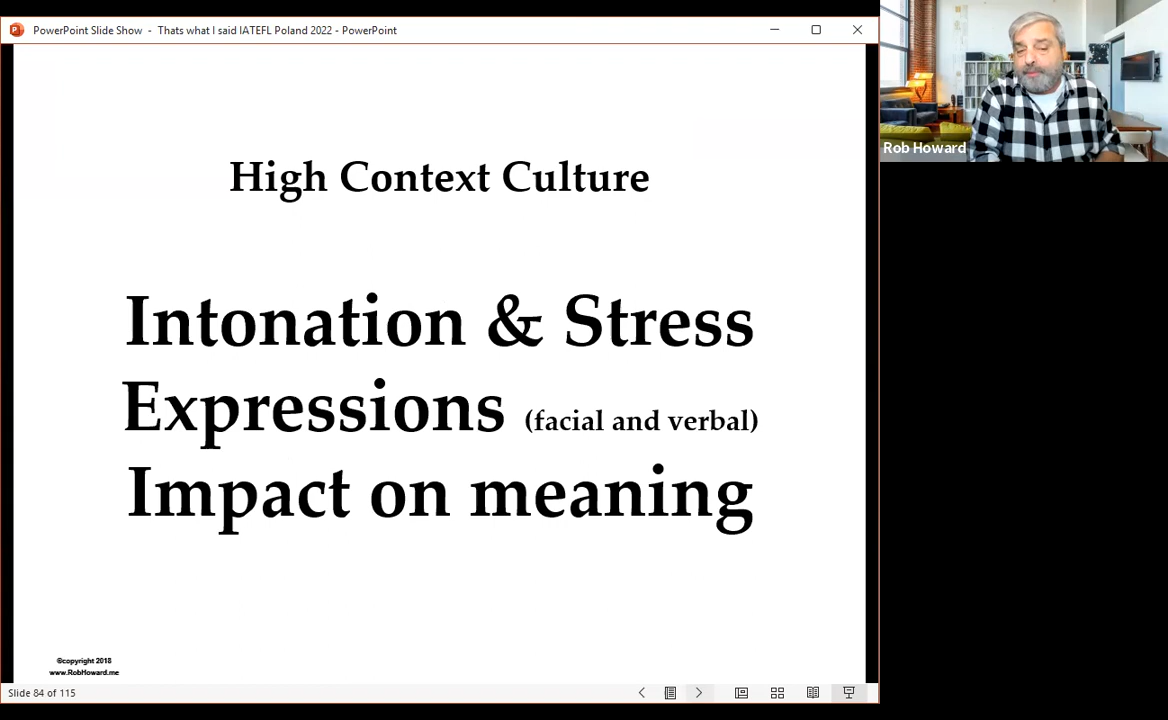 PowerPoint Slide Show - Thats what I said IATEFL Poland 2022 - PowerPoint
Rob Howard
High Context Culture
Intonation & Stress
Expressions (facial and verbal)
Impact on meaning
©copyright 2018
www.RobHoward.me
Slide 84 of 115